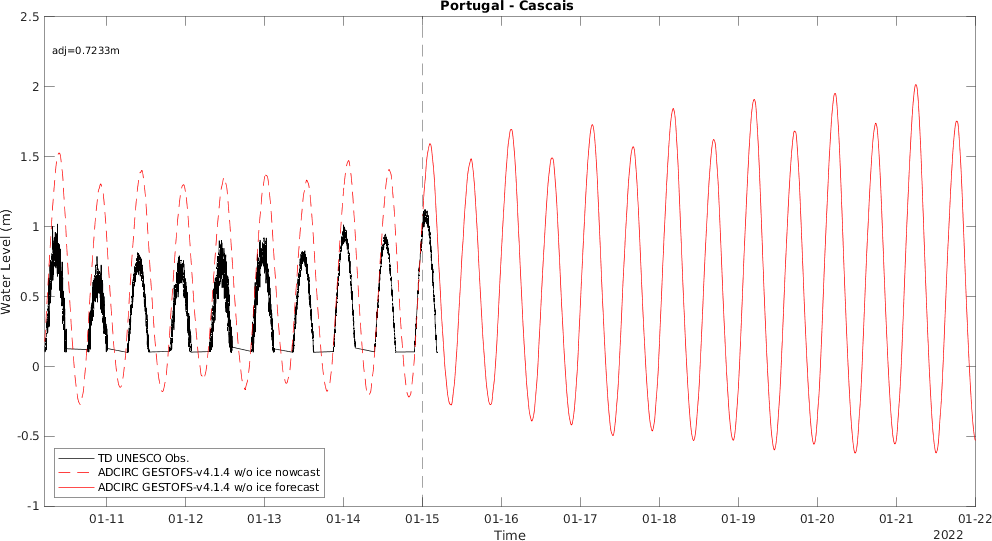 Portugal - Cascais
2.5
adj=0.7233m
2
1.5
1
0.5
0
-0.5
-1
Water Level (m)
TD UNESCO Obs.
ADCIRC GESTOFS-v4.1.4 w/o ice nowcast
ADCIRC GESTOFS-v4.1.4 w/o ice forecast
01-11 01-12 01-13 01-14 01-15 01-16 01-17 01-18 01-19 01-20 01-21 01-22
Time
2022